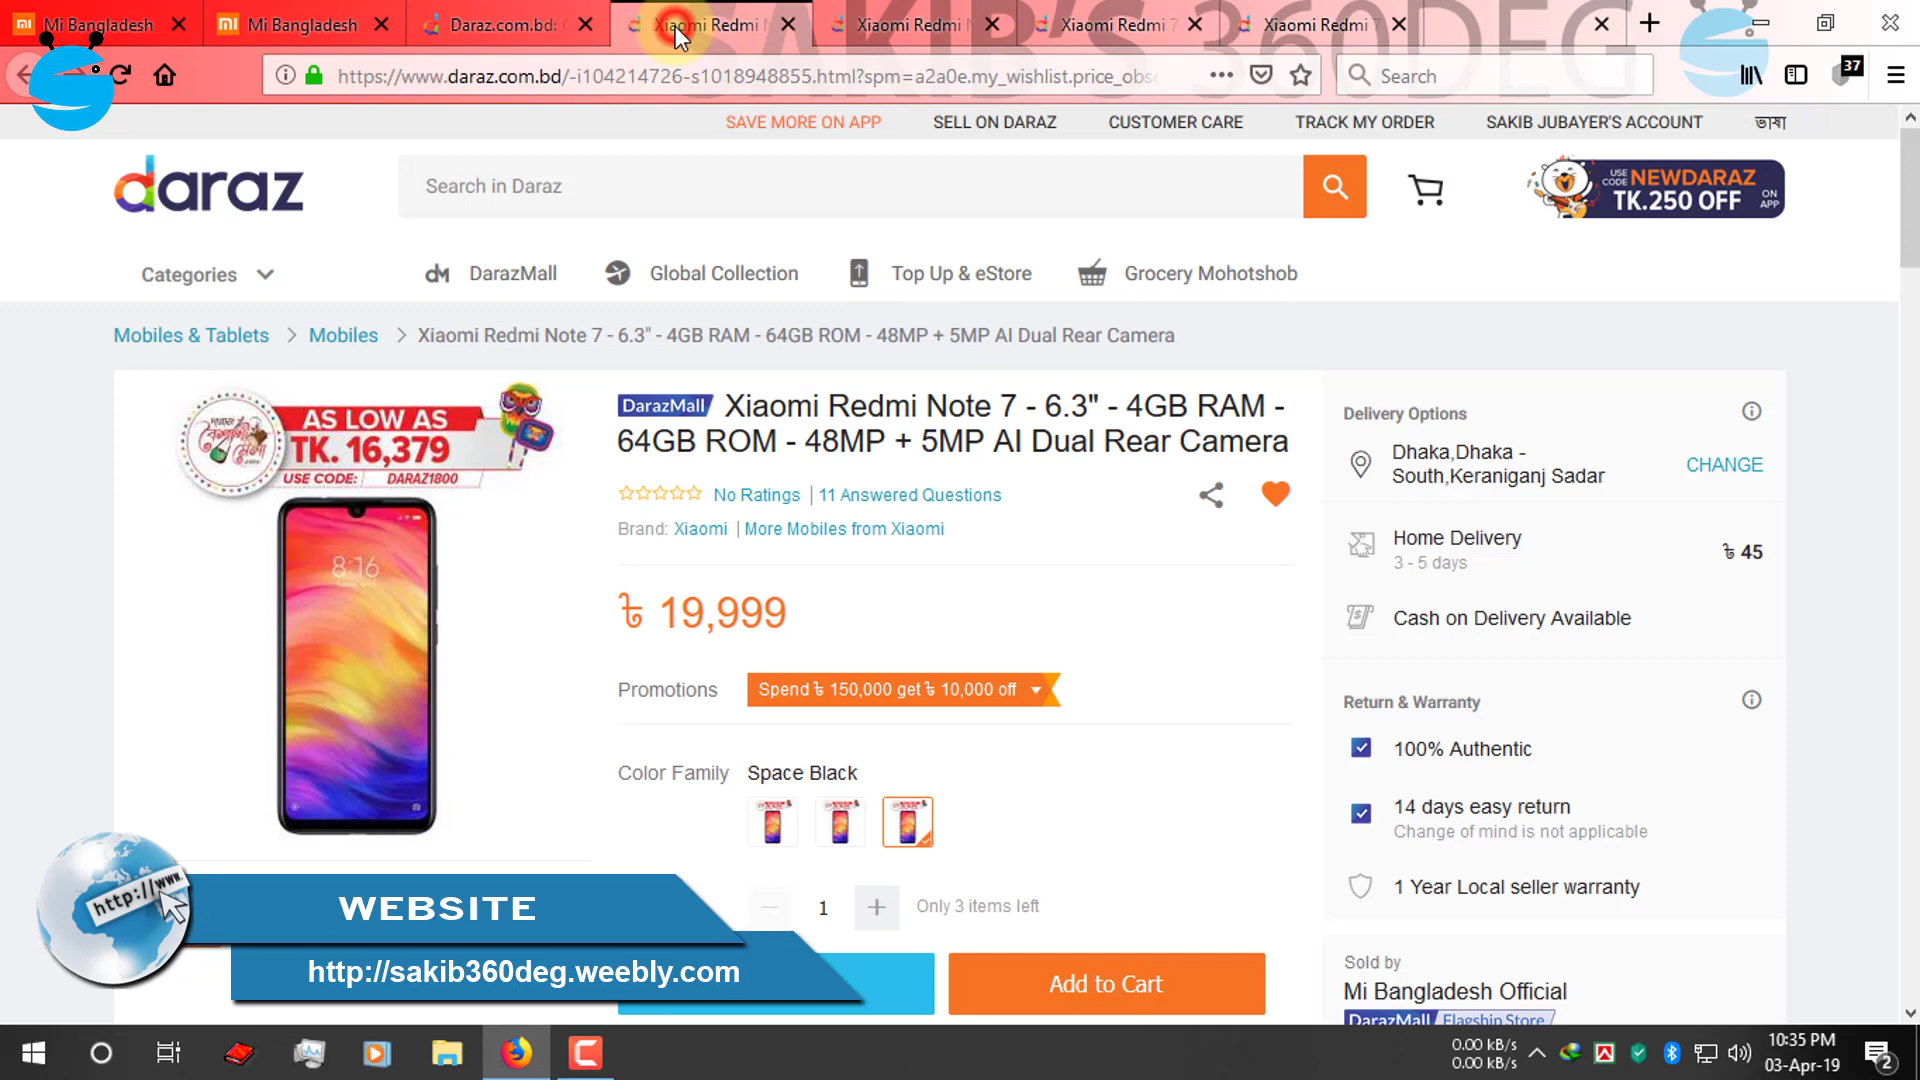 Mi Bangladesh
Mi Bangladesh
Daraz.com.bd:
Xiaomi Redmi
Xiaomi Redmi
Xiaomi Redmi 7
Xiaomi Redmi 7
SAKIB'S 360DEG
https://www.daraz.com.bd/-i104214726-s1018948855.html?spm=a2a0e.my_wishlist.price_obse
Search
37
SAVE MORE ON APP
SELL ON DARAZ
CUSTOMER CARE
TRACK MY ORDER
SAKIB JUBAYER'S ACCOUNT
ভাষা
daraz
Search in Daraz
USE CODE NEWDARAZ
TK.250 OFF ON APP
Categories
dm DarazMall
Global Collection
Top Up & eStore
Grocery Mohotshob
Mobiles & Tablets > Mobiles > Xiaomi Redmi Note 7 - 6.3" - 4GB RAM - 64GB ROM - 48MP + 5MP AI Dual Rear Camera
AS LOW AS
TK. 16,379
USE CODE: DARAZ1800
8:16
DarazMall Xiaomi Redmi Note 7 - 6.3" - 4GB RAM -
64GB ROM - 48MP + 5MP AI Dual Rear Camera
No Ratings | 11 Answered Questions
Brand: Xiaomi | More Mobiles from Xiaomi
৳ 19,999
Promotions
Spend ৳ 150,000 get ৳ 10,000 off
Color Family Space Black
1
Only 3 items left
Add to Cart
Delivery Options
Dhaka,Dhaka -
South,Keraniganj Sadar
CHANGE
Home Delivery
3 - 5 days
৳ 45
Cash on Delivery Available
Return & Warranty
100% Authentic
14 days easy return
Change of mind is not applicable
1 Year Local seller warranty
Sold by
Mi Bangladesh Official
DarazMall Flagship Store
http://www.
WEBSITE
http://sakib360deg.weebly.com
0.00 kB/s
0.00 kB/s
10:35 PM
03-Apr-19
2